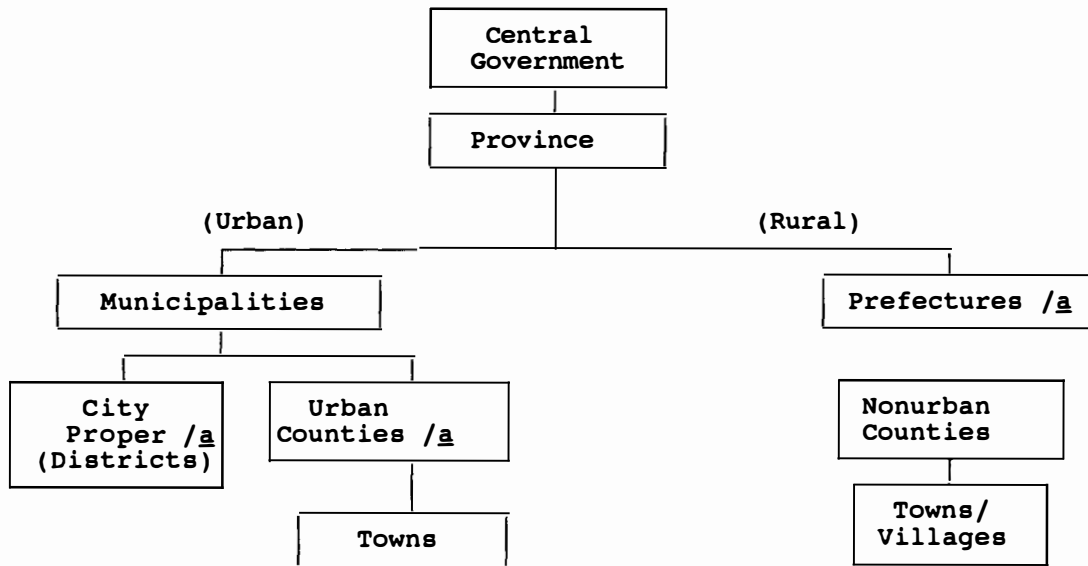 Central
Government
Province
(Urban)
(Rural)
Municipalities
Prefectures /a
City
Proper /a
(Districts)
Urban
Counties /a
Nonurban
Counties
Towns
Towns/
Villages